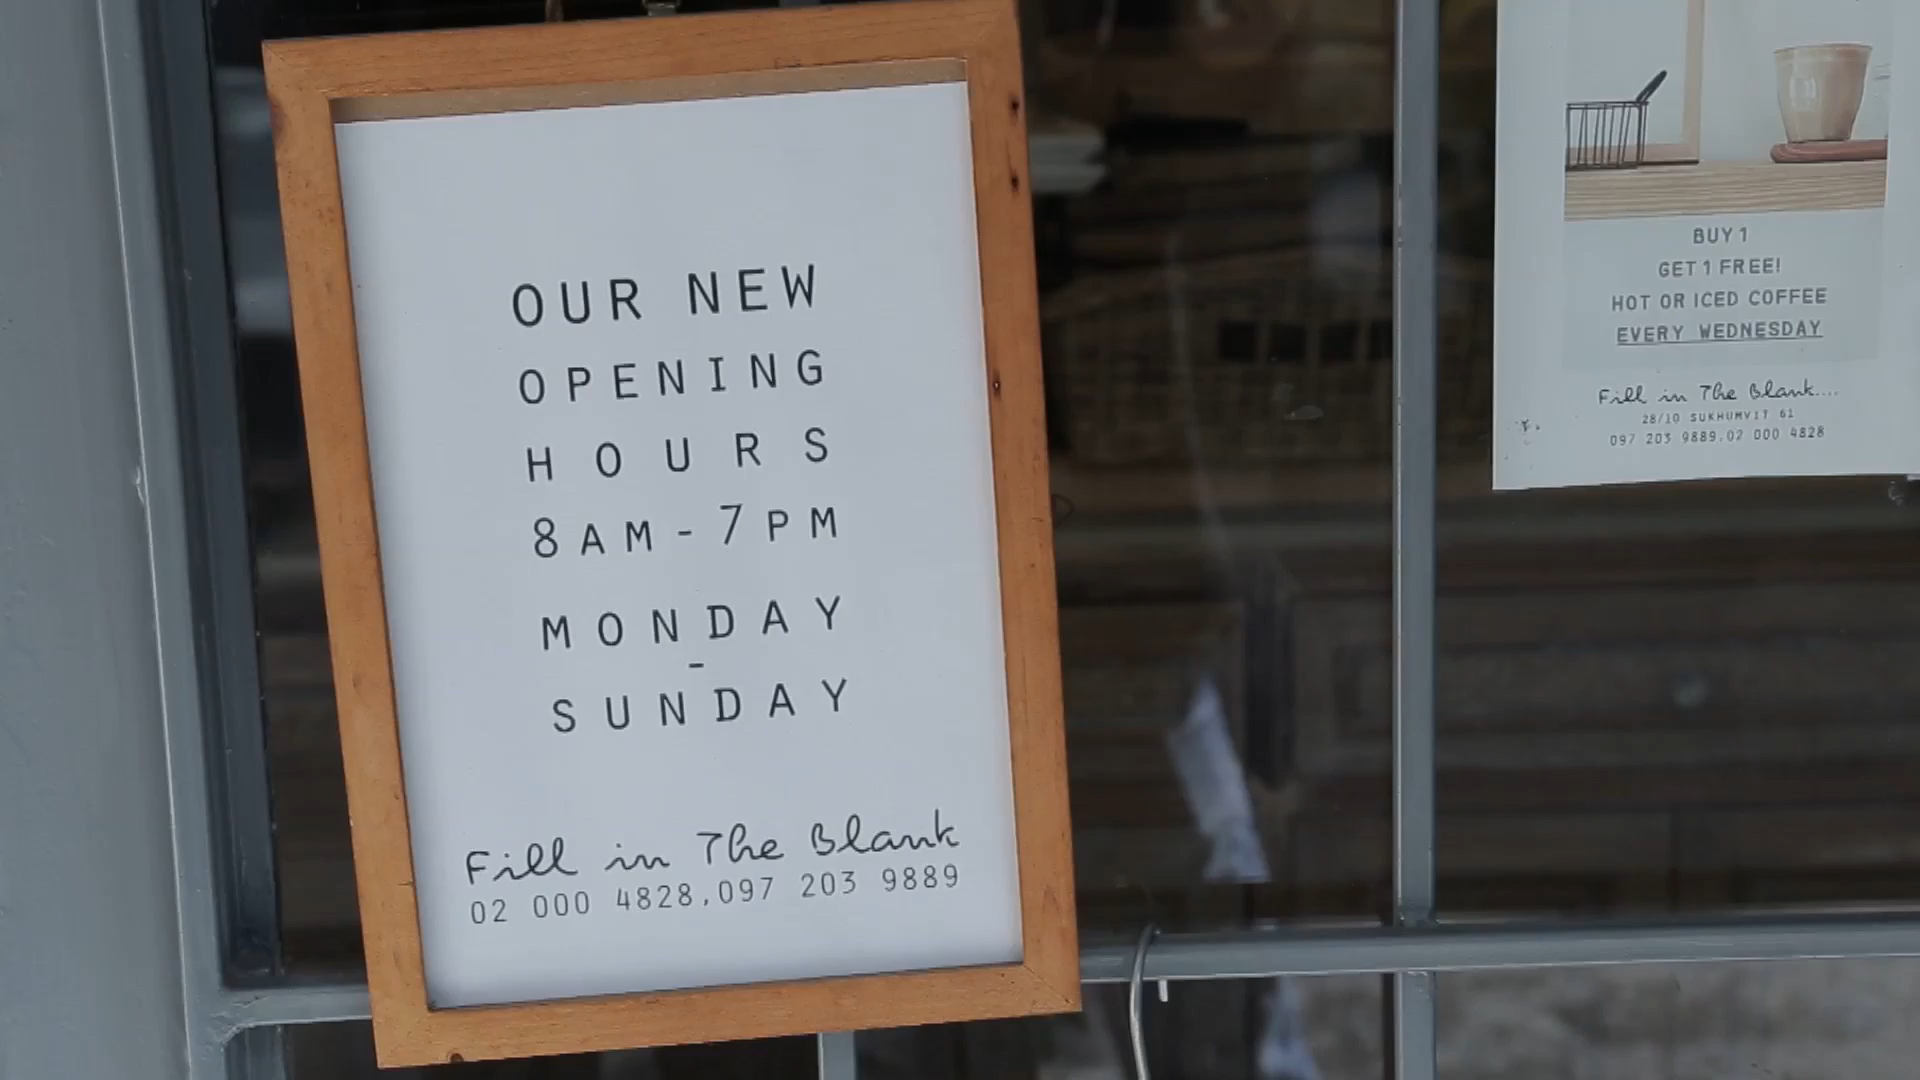 OUR NEW
OPENING
HOURS
8AM-7PM
MONDAY
-
SUNDAY
Fill in The Blank
02 000 4828,097 203 9889
BUY 1
GET 1 FREE!
HOT OR ICED COFFEE
EVERY WEDNESDAY
Fill in The Blank....
28/10 SUKHUMVIT 61
097 203 9889,02 000 4828